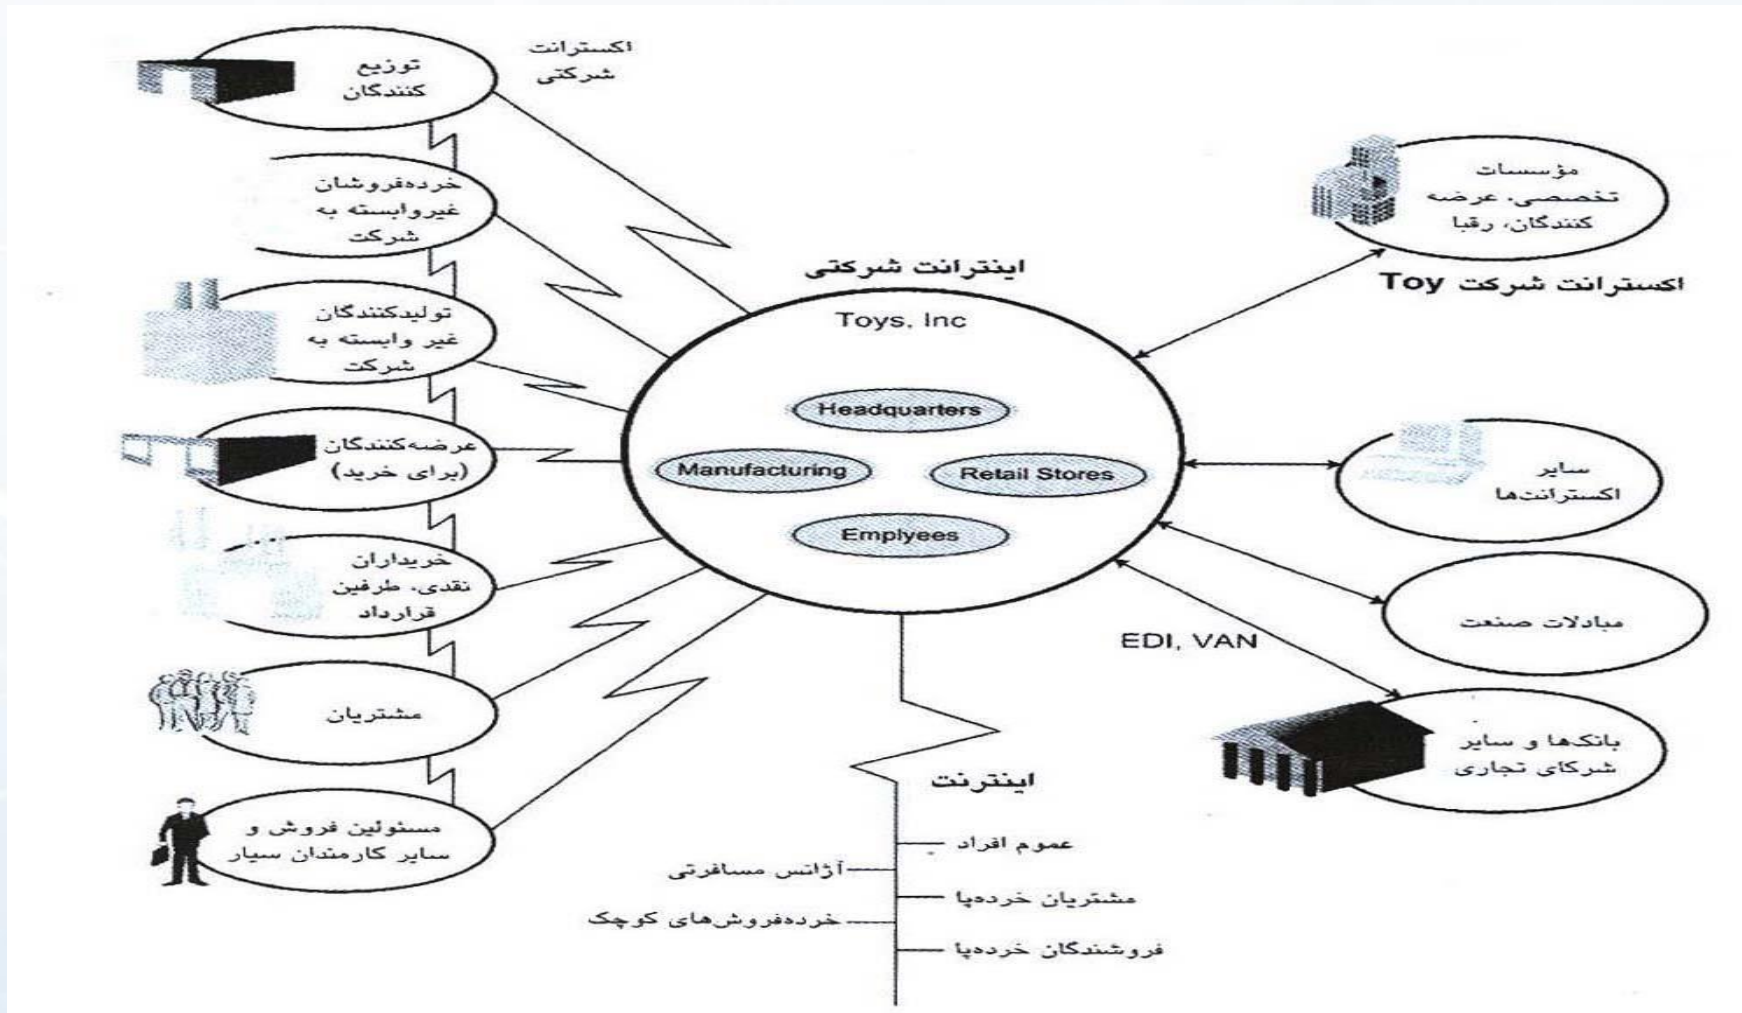 اکسترانت
شرکتی
توزیع
کنندگان
خرده‌فروشان
غیروابسته به
شرکت
تولیدکنندگان
غیر وابسته به
شرکت
عرضه‌کنندگان
(برای خرید)
خریداران
نقدی، طرفین
قرارداد
مشتریان
مسئولین فروش و
سایر کارمندان سیار
اینترانت شرکتی
Toys, Inc
Headquarters
Manufacturing
Retail Stores
Emplyees
مؤسسات
تخصصی، عرضه
کنندگان، رقبا
اکسترانت شرکت Toy
سایر
اکسترانت‌ها
مبادلات صنعت
EDI, VAN
بانک‌ها و سایر
شرکای تجاری
اینترنت
عموم افراد
آژانس مسافرتی
مشتریان خرده‌پا
خرده‌فروش‌های کوچک
فروشندگان خرده‌پا